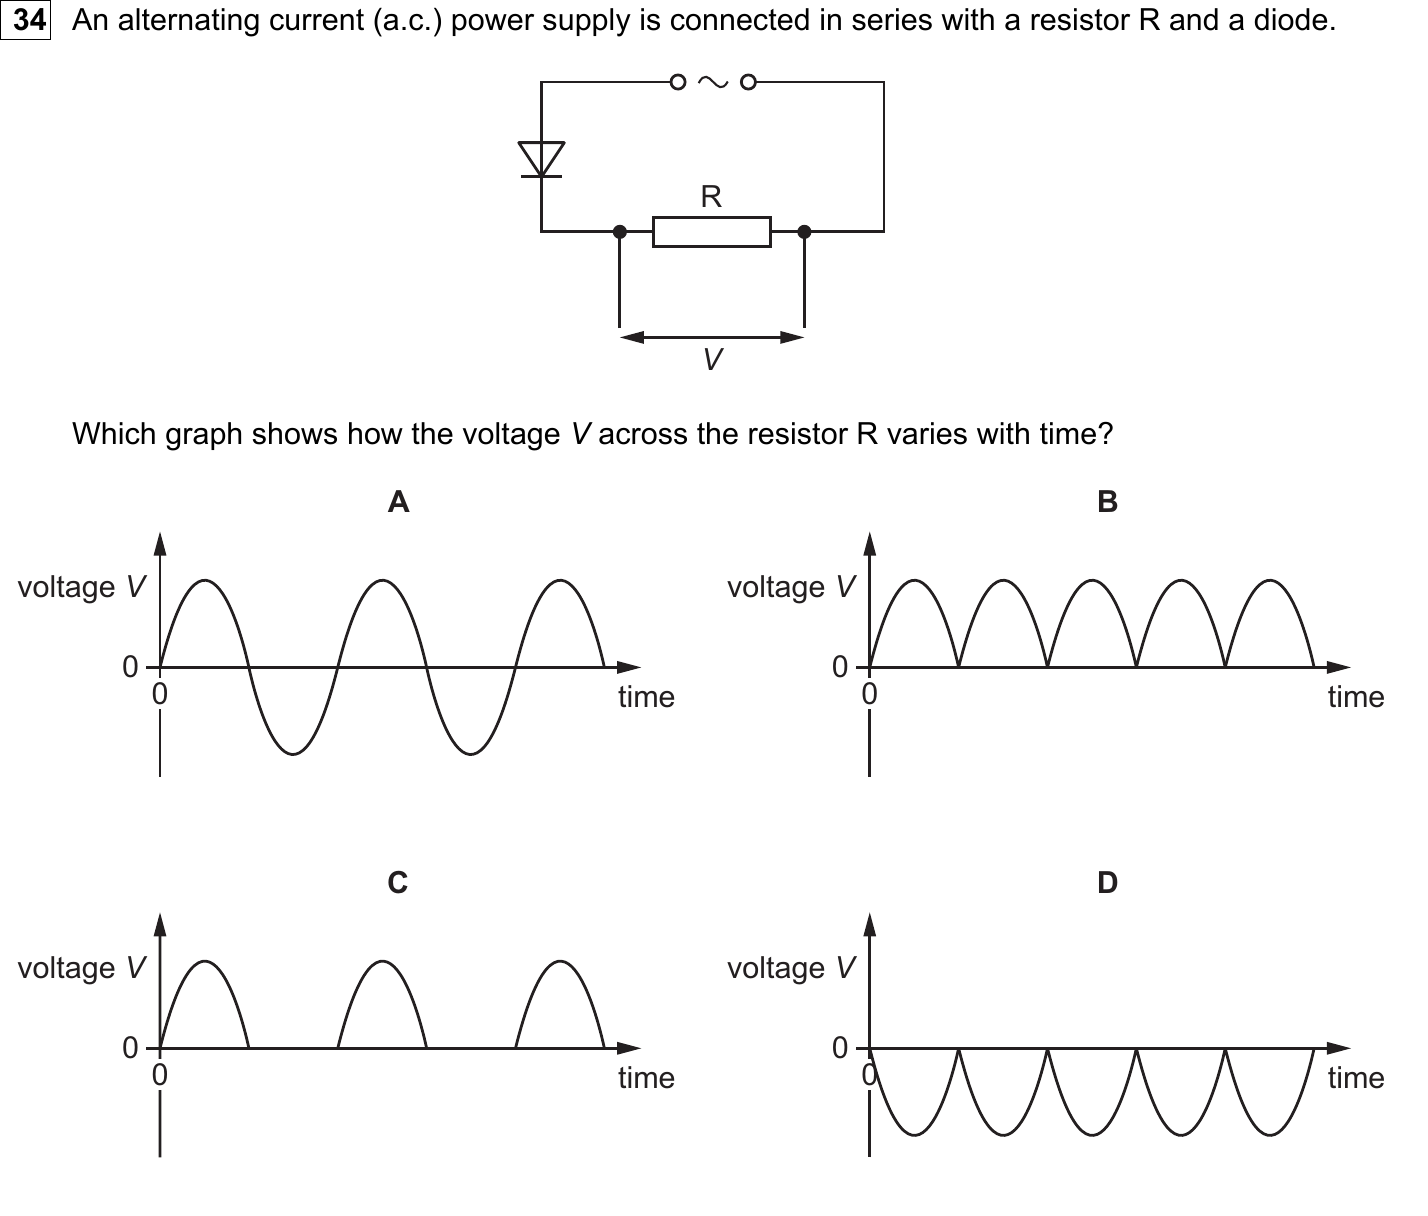 34 An alternating current (a.c.) power supply is connected in series with a resistor R and a diode.
R
V
Which graph shows how the voltage V across the resistor R varies with time?
A
voltage V
0
0
time
B
voltage V
0
0
time
C
voltage V
0
0
time
D
voltage V
0
0
time